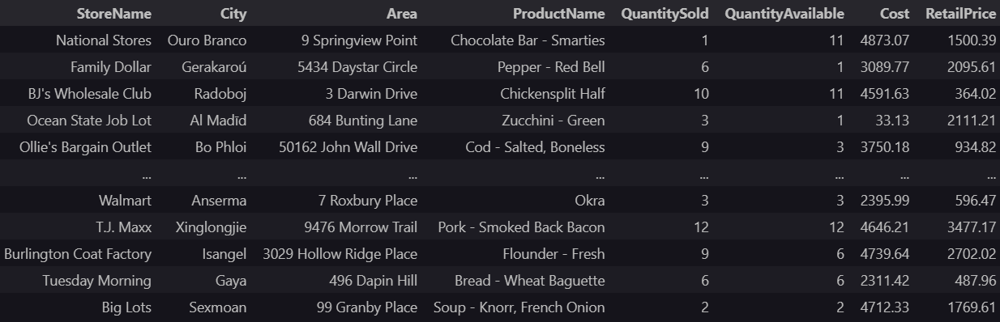 StoreName City Area ProductName QuantitySold QuantityAvailable Cost RetailPrice
National Stores Ouro Branco 9 Springview Point Chocolate Bar - Smarties 1 11 4873.07 1500.39
Family Dollar Gerakaroú 5434 Daystar Circle Pepper - Red Bell 6 1 3089.77 2095.61
BJ's Wholesale Club Radoboj 3 Darwin Drive Chickensplit Half 10 11 4591.63 364.02
Ocean State Job Lot Al Madīd 684 Bunting Lane Zucchini - Green 3 1 33.13 2111.21
Ollie's Bargain Outlet Bo Phloi 50162 John Wall Drive Cod - Salted, Boneless 9 3 3750.18 934.82
... ... ... ... ... ... ... ...
Walmart Anserma 7 Roxbury Place Okra 3 3 2395.99 596.47
T.J. Maxx Xinglongjie 9476 Morrow Trail Pork - Smoked Back Bacon 12 12 4646.21 3477.17
Burlington Coat Factory Isangel 3029 Hollow Ridge Place Flounder - Fresh 9 6 4739.64 2702.02
Tuesday Morning Gaya 496 Dapin Hill Bread - Wheat Baguette 6 6 2311.42 487.96
Big Lots Sexmoan 99 Granby Place Soup - Knorr, French Onion 2 2 4712.33 1769.61